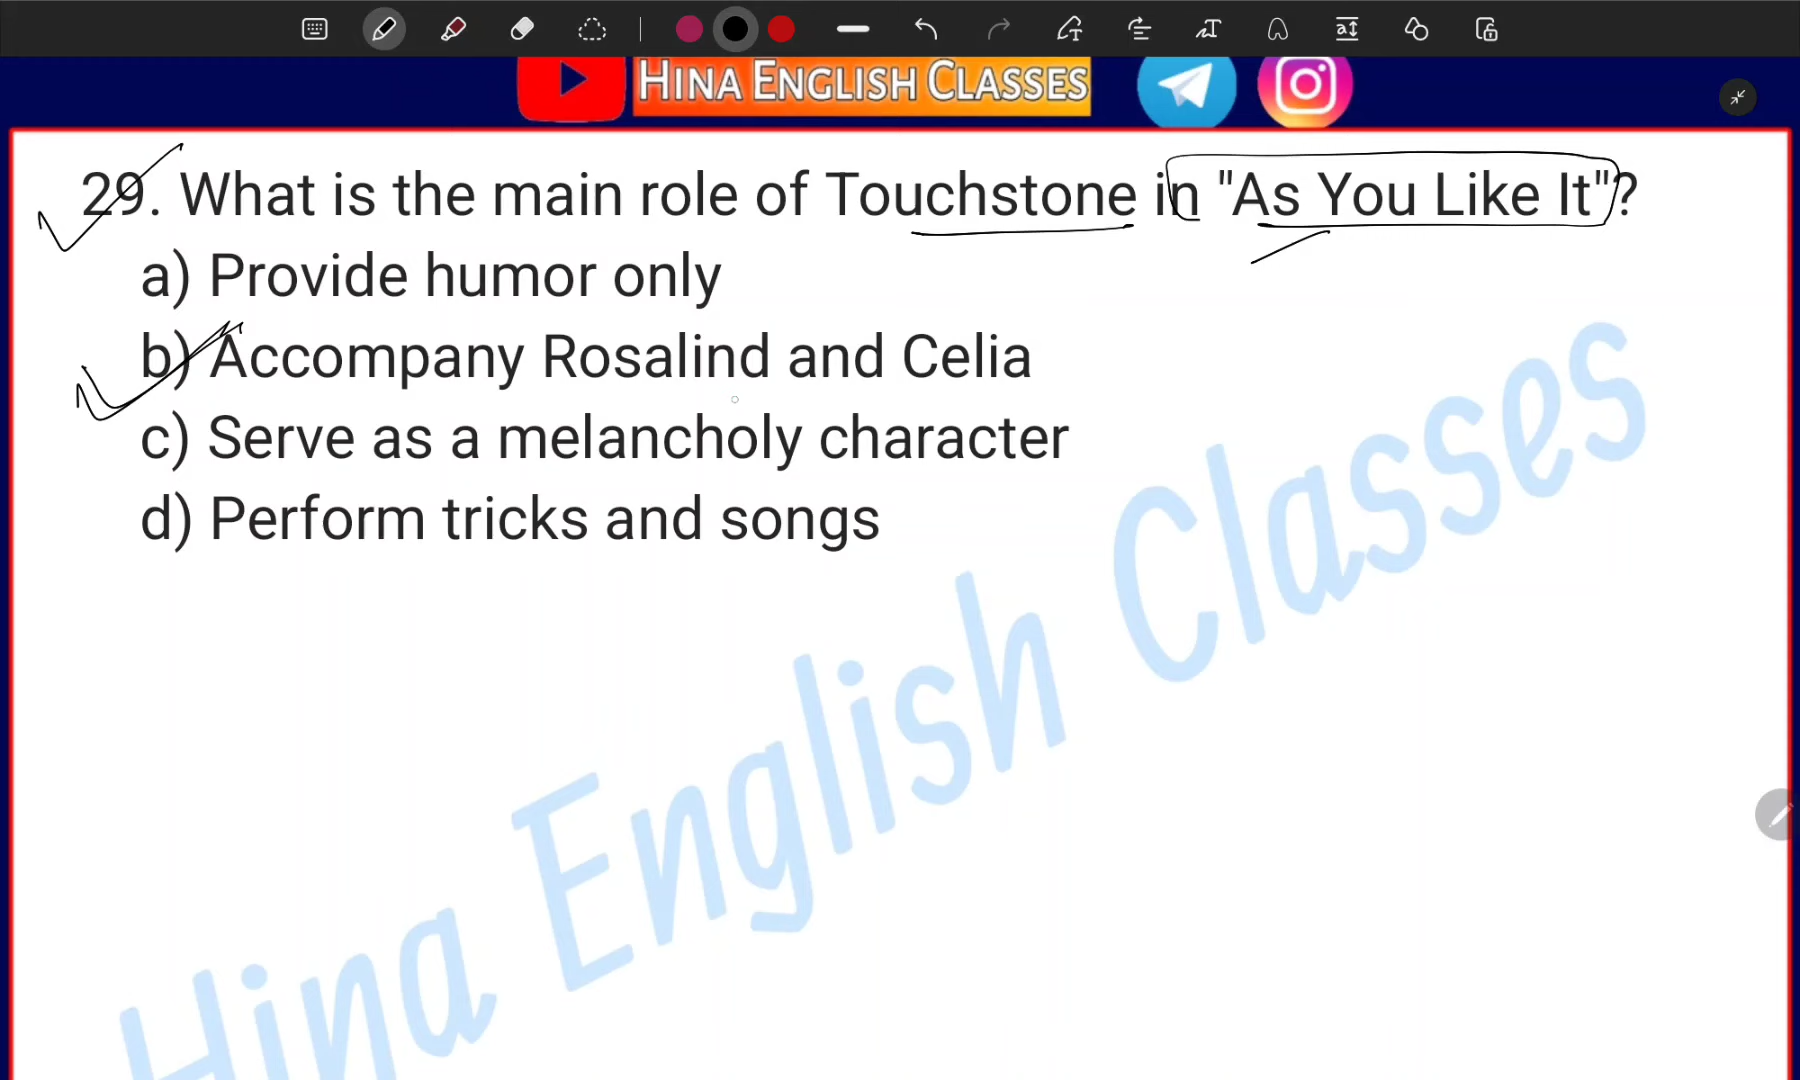 HINA ENGLISH CLASSES
29. What is the main role of Touchstone in "As You Like It"?
a) Provide humor only
b) Accompany Rosalind and Celia
c) Serve as a melancholy character
d) Perform tricks and songs
Hina English Classes